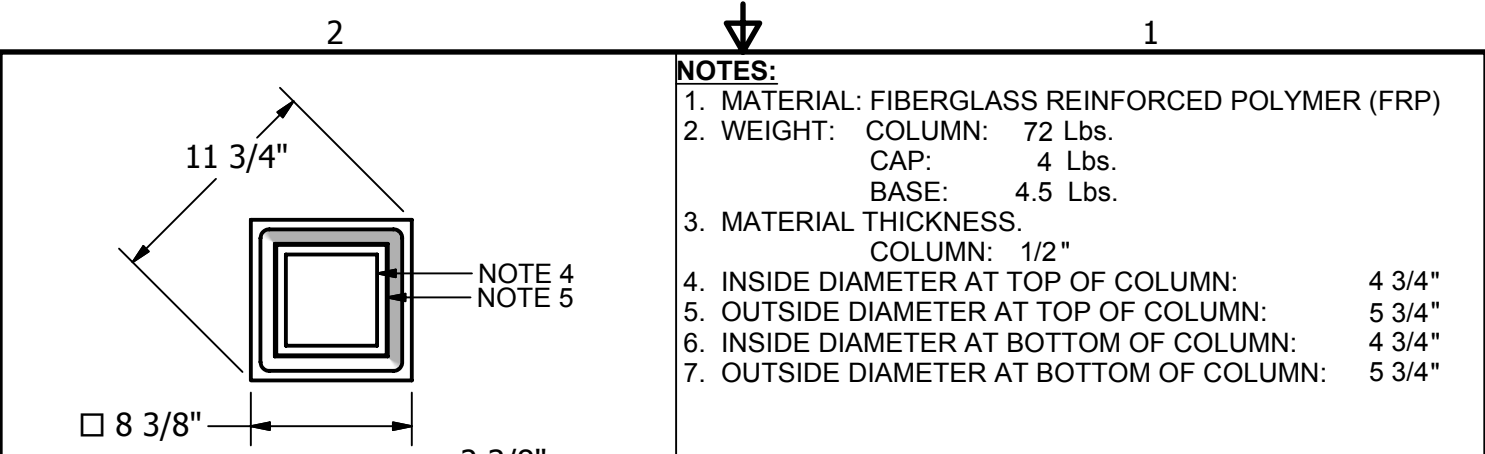 2
1
11 3/4"
NOTE 4
NOTE 5
□ 8 3/8"
NOTES:
1. MATERIAL: FIBERGLASS REINFORCED POLYMER (FRP)
2. WEIGHT: COLUMN: 72 Lbs.
CAP: 4 Lbs.
BASE: 4.5 Lbs.
3. MATERIAL THICKNESS.
COLUMN: 1/2"
4. INSIDE DIAMETER AT TOP OF COLUMN: 4 3/4"
5. OUTSIDE DIAMETER AT TOP OF COLUMN: 5 3/4"
6. INSIDE DIAMETER AT BOTTOM OF COLUMN: 4 3/4"
7. OUTSIDE DIAMETER AT BOTTOM OF COLUMN: 5 3/4"